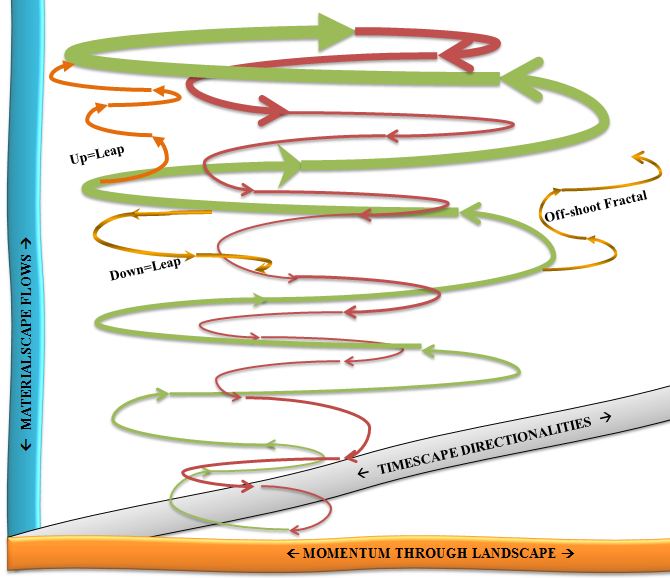 Up=Leap
Off-shoot Fractal
Down=Leap
← MATERIALSCAPE FLOWS →
← TIMESCAPE DIRECTIONALITIES →
← MOMENTUM THROUGH LANDSCAPE →